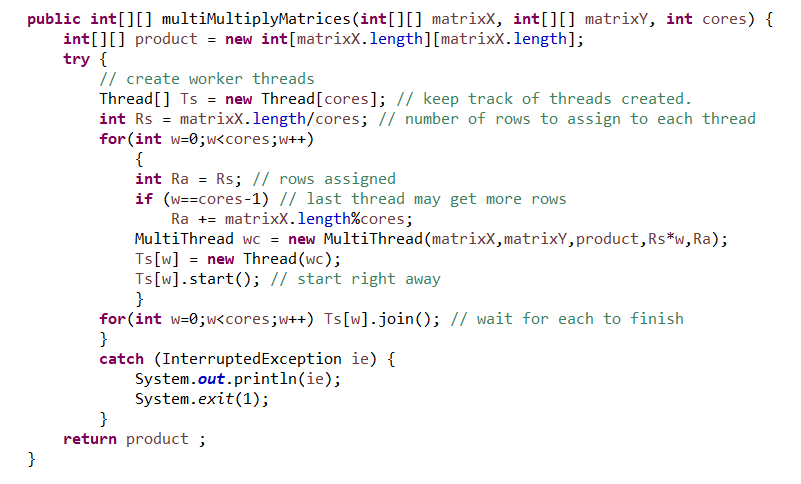 public int[][] multiMultiplyMatrices(int[][] matrixX, int[][] matrixY, int cores) {
    int[][] product = new int[matrixX.length][matrixX.length];
    try {
        // create worker threads
        Thread[] Ts = new Thread[cores]; // keep track of threads created.
        int Rs = matrixX.length/cores; // number of rows to assign to each thread
        for(int w=0;w<cores;w++)
            {
            int Ra = Rs; // rows assigned
            if (w==cores-1) // last thread may get more rows
                Ra += matrixX.length%cores;
            MultiThread wc = new MultiThread(matrixX,matrixY,product,Rs*w,Ra);
            Ts[w] = new Thread(wc);
            Ts[w].start(); // start right away
            }
        for(int w=0;w<cores;w++) Ts[w].join(); // wait for each to finish
        }
        catch (InterruptedException ie) {
            System.out.println(ie);
            System.exit(1);
        }
    return product ;
}